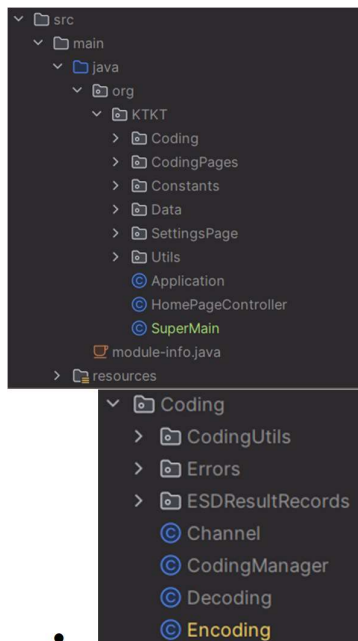 src
main
java
org
KTKT
Coding
CodingPages
Constants
Data
SettingsPage
Utils
Application
HomePageController
SuperMain
module-info.java
resources
Coding
CodingUtils
Errors
ESDResultRecords
Channel
CodingManager
Decoding
Encoding